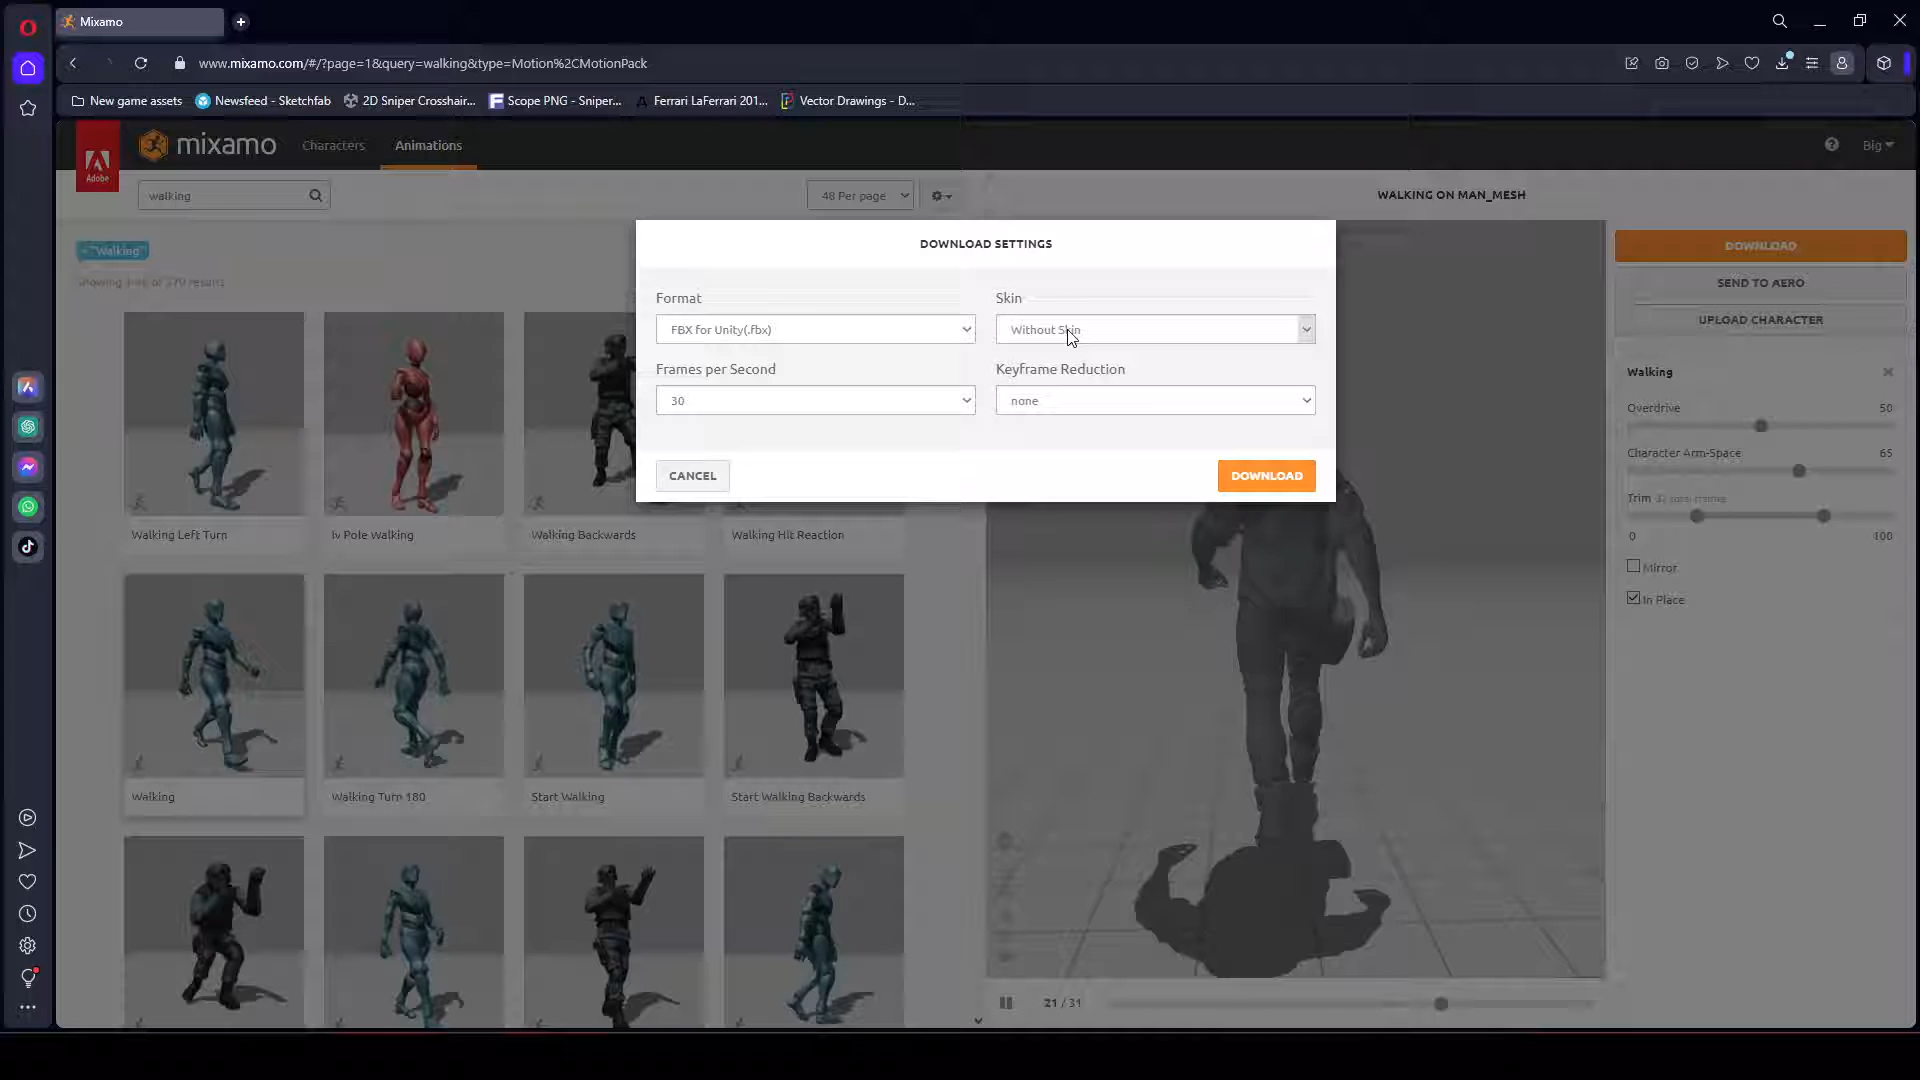 Mixamo
www.mixamo.com/#/?page=1&query=walking&type=Motion%2CMotionPack
New game assets
Newsfeed - Sketchfab
2D Sniper Crosshair...
Scope PNG - Sniper...
Ferrari LaFerrari 201...
Vector Drawings - D...
Adobe
mixamo
Characters
Animations
Big
walking
48 Per page
WALKING ON MAN_MESH
"Walking"
DOWNLOAD SETTINGS
Format
Skin
FBX for Unity(.fbx)
Without Skin
Frames per Second
Keyframe Reduction
30
none
CANCEL
DOWNLOAD
DOWNLOAD
SEND TO AERO
UPLOAD CHARACTER
Walking
Overdrive 50
Character Arm-Space 65
Trim
0 100
Mirror
In Place
Walking Left Turn
Iv Pole Walking
Walking Backwards
Walking Hit Reaction
Walking
Walking Turn 180
Start Walking
Start Walking Backwards
21 / 31